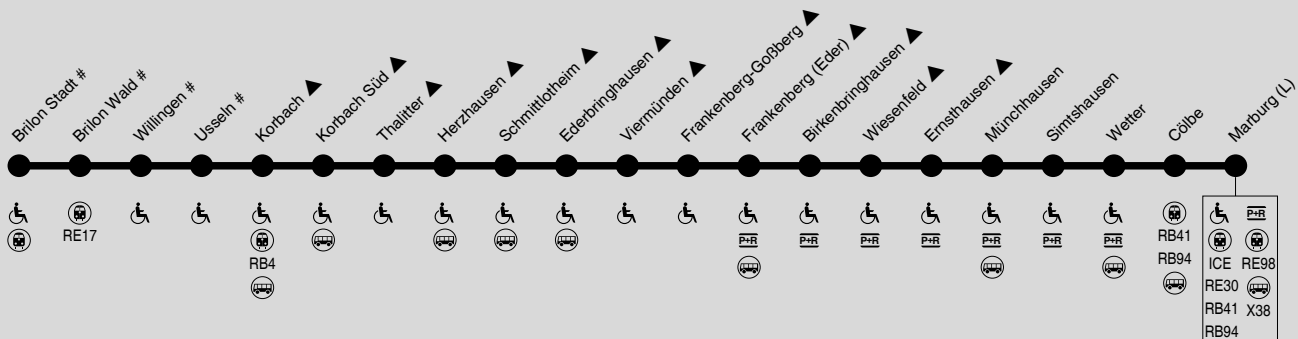 Brilon Stadt #
Brilon Wald #
Willingen #
Usseln #
Korbach ▲
Korbach Süd ▲
Thalitter ▲
Herzhausen ▲
Schmittlotheim ▲
Ederbringhausen ▲
Viermünden ▲
Frankenberg-Goßberg ▲
Frankenberg (Eder) ▲
Birkenbringhausen ▲
Wiesenfeld ▲
Ernsthausen ▲
Münchhausen
Simtshausen
Wetter
Cölbe
Marburg (L)
RE17
RB4
P+R
P+R
P+R
P+R
P+R
P+R
P+R
RB41
RB94
P+R
ICE RE98
RE30
RB41 X38
RB94